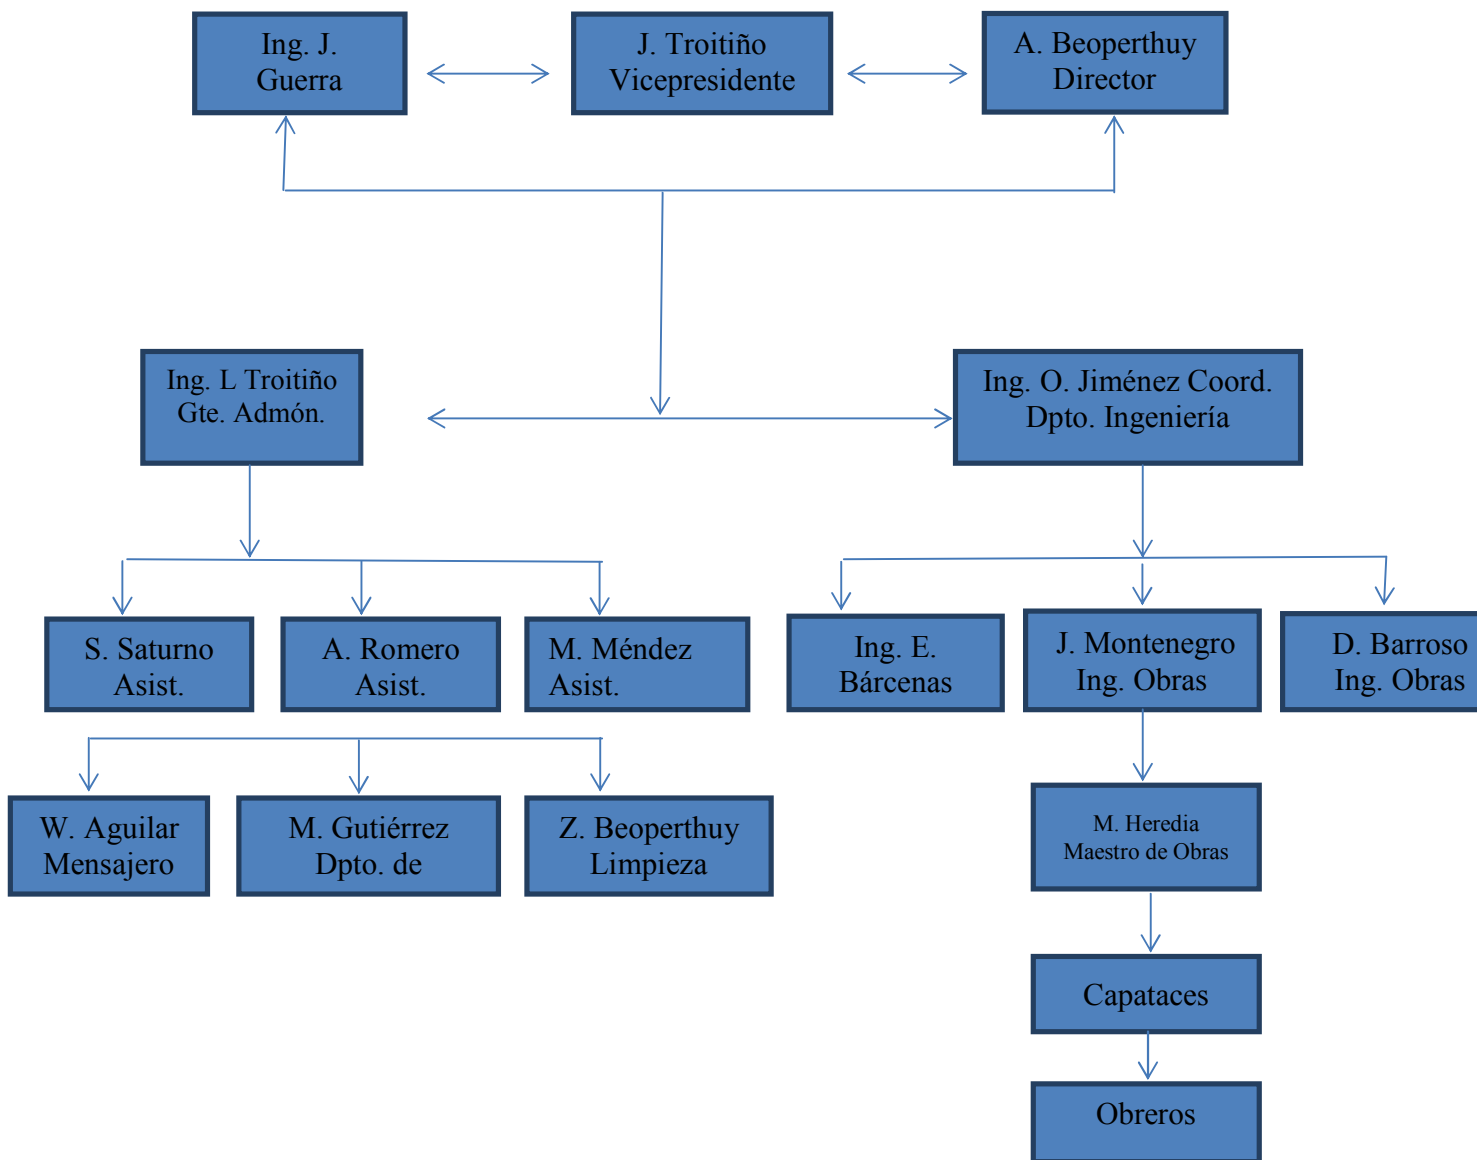 Ing. J.
Guerra
J. Troitiño
Vicepresidente
A. Beoperthuy
Director
Ing. L Troitiño
Gte. Admón.
Ing. O. Jiménez Coord.
Dpto. Ingeniería
S. Saturno
Asist.
A. Romero
Asist.
M. Méndez
Asist.
Ing. E.
Bárcenas
J. Montenegro
Ing. Obras
D. Barroso
Ing. Obras
W. Aguilar
Mensajero
M. Gutiérrez
Dpto. de
Z. Beoperthuy
Limpieza
M. Heredia
Maestro de Obras
Capataces
Obreros